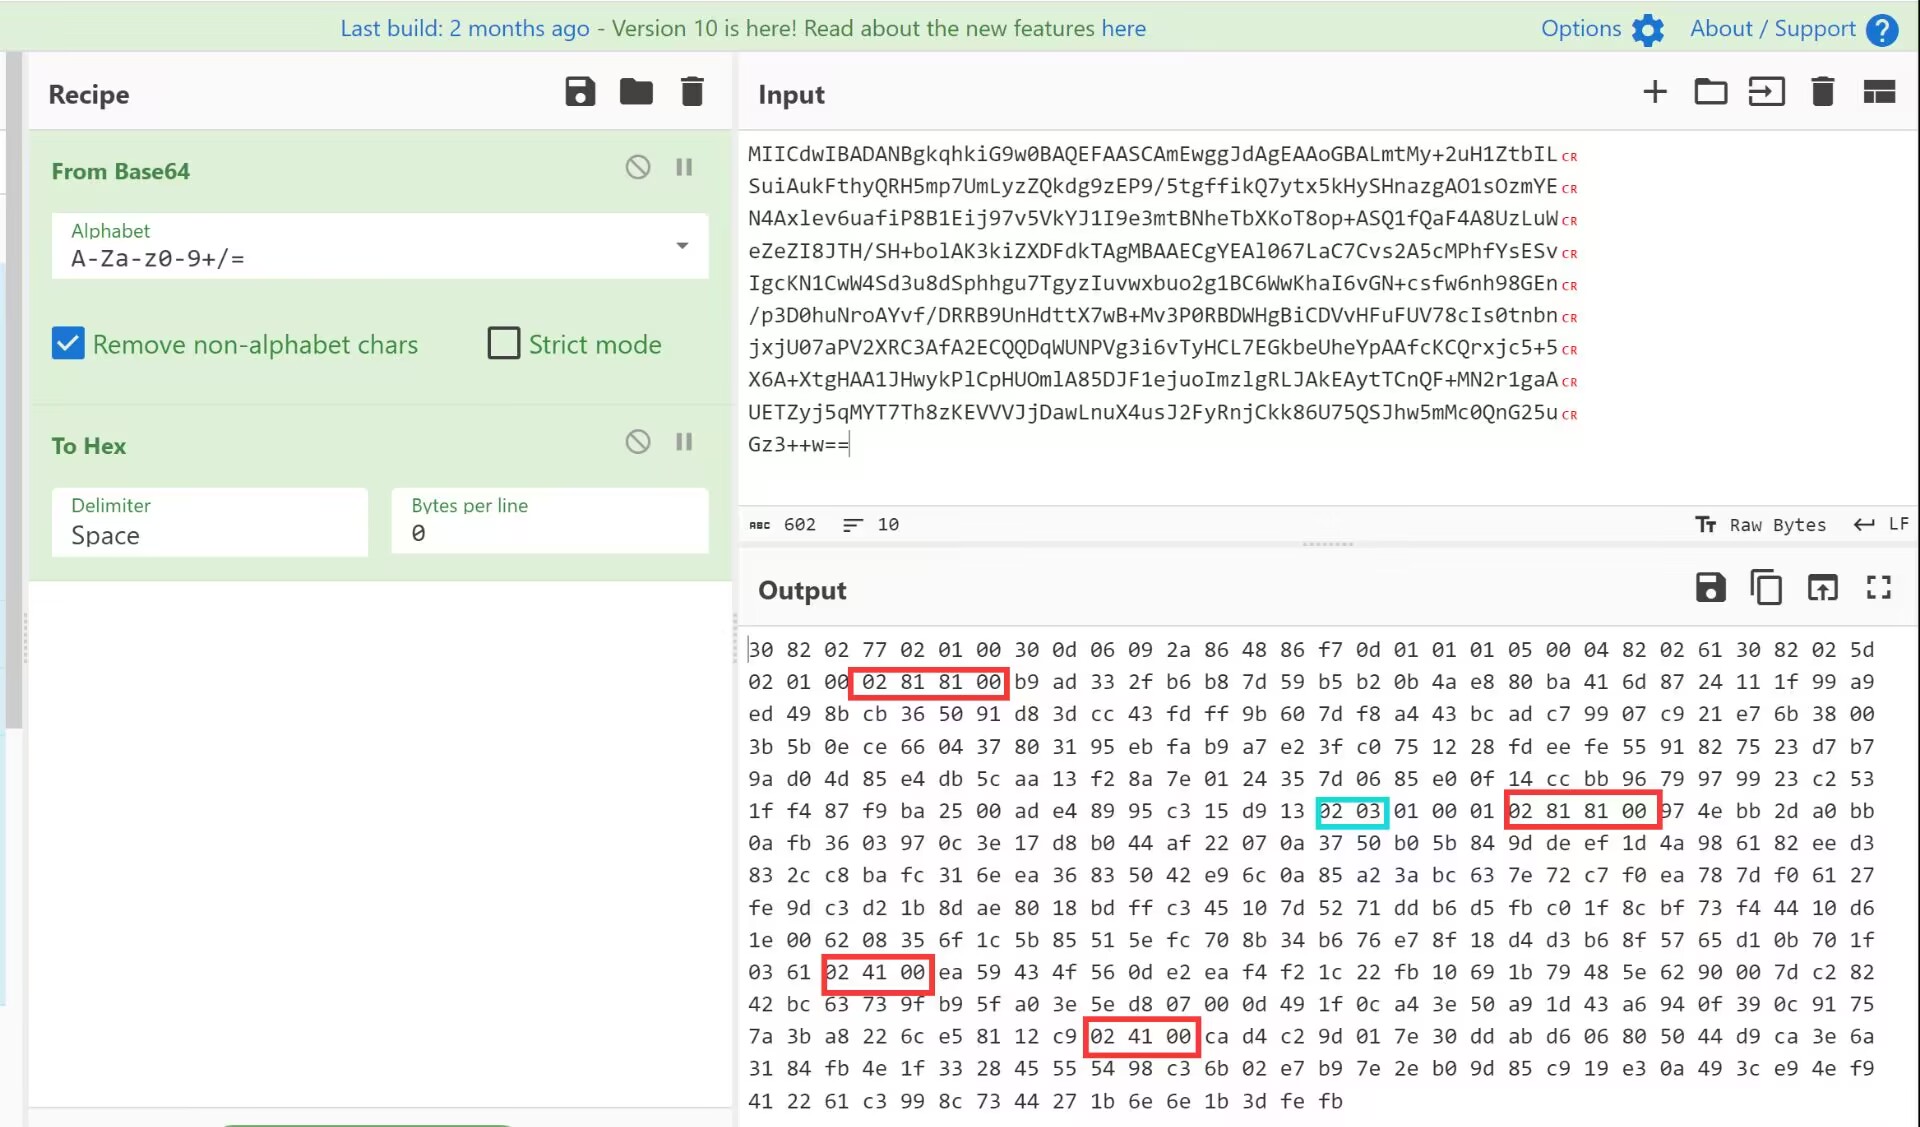 Last build: 2 months ago - Version 10 is here! Read about the new features here
Options
About / Support
Recipe
Input
From Base64
Alphabet
A-Za-z0-9+/=
Remove non-alphabet chars
Strict mode
To Hex
Delimiter
Space
Bytes per line
0
MIICdwIBADANBgkqhkiG9w0BAQEFAASCAmEwggJdAgEAAoGBALmtMy+2uH1ZtbIL CR
SuiAukFthyQRH5mp7UmLyzZQkdg9zEP9/5tgffikQ7ytx5kHySHnazgAO1sOzmYE CR
N4Axlev6uafiP8B1Eij97v5VkYJ1I9e3mtBNheTbXKoT8op+ASQ1fQaF4A8UzLuW CR
eZeZI8JTH/SH+bolAK3kiZXDFdkTAgMBAAECgYEAl067LaC7Cvs2A5cMPhfYsESv CR
IgcKN1CwW4Sd3u8dSphhgu7TgyzIuvwxbuo2g1BC6WwKhaI6vGN+csfw6nh98GEn CR
/p3D0huNroAYvf/DRRB9UnHdttX7wB+Mv3P0RBDWHgBiCDVvHFuFUV78cIs0tnbn CR
jxjU07aPV2XRC3AfA2ECQQDqWUNPVg3i6vTyHCL7EGkbeUheYpAAfcKCQrxjc5+5 CR
X6A+XtgHAA1JHwykPlCpHUOmlA85DJF1ejuoImzlgRLJAkEAytTCnQF+MN2r1gaA CR
UETZyj5qMYT7Th8zKEVVVJjDawLnuX4usJ2FyRnjCkk86U75QSJhw5mMc0QnG25u CR
Gz3++w==
ABC 602 10
Tт Raw Bytes LF
Output
30 82 02 77 02 01 00 30 0d 06 09 2a 86 48 86 f7 0d 01 01 01 05 00 04 82 02 61 30 82 02 5d
02 01 00 02 81 81 00 b9 ad 33 2f b6 b8 7d 59 b5 b2 0b 4a e8 80 ba 41 6d 87 24 11 1f 99 a9
ed 49 8b cb 36 50 91 d8 3d cc 43 fd ff 9b 60 7d f8 a4 43 bc ad c7 99 07 c9 21 e7 6b 38 00
3b 5b 0e ce 66 04 37 80 31 95 eb fa b9 a7 e2 3f c0 75 12 28 fd ee fe 55 91 82 75 23 d7 b7
9a d0 4d 85 e4 db 5c aa 13 f2 8a 7e 01 24 35 7d 06 85 e0 0f 14 cc bb 96 79 97 99 23 c2 53
1f f4 87 f9 ba 25 00 ad e4 89 95 c3 15 d9 13 02 03 01 00 01 02 81 81 00 97 4e bb 2d a0 bb
0a fb 36 03 97 0c 3e 17 d8 b0 44 af 22 07 0a 37 50 b0 5b 84 9d de ef 1d 4a 98 61 82 ee d3
83 2c c8 ba fc 31 6e ea 36 83 50 42 e9 6c 0a 85 a2 3a bc 63 7e 72 c7 f0 ea 78 7d f0 61 27
fe 9d c3 d2 1b 8d ae 80 18 bd ff c3 45 10 7d 52 71 dd b6 d5 fb c0 1f 8c bf 73 f4 44 10 d6
1e 00 62 08 35 6f 1c 5b 85 51 5e fc 70 8b 34 b6 76 e7 8f 18 d4 d3 b6 8f 57 65 d1 0b 70 1f
03 61 02 41 00 ea 59 43 4f 56 0d e2 ea f4 f2 1c 22 fb 10 69 1b 79 48 5e 62 90 00 7d c2 82
42 bc 63 73 9f b9 5f a0 3e 5e d8 07 00 0d 49 1f 0c a4 3e 50 a9 1d 43 a6 94 0f 39 0c 91 75
7a 3b a8 22 6c e5 81 12 c9 02 41 00 ca d4 c2 9d 01 7e 30 dd ab d6 06 80 50 44 d9 ca 3e 6a
31 84 fb 4e 1f 33 28 45 55 54 98 c3 6b 02 e7 b9 7e 2e b0 9d 85 c9 19 e3 0a 49 3c e9 4e f9
41 22 61 c3 99 8c 73 44 27 1b 6e 6e 1b 3d fe fb